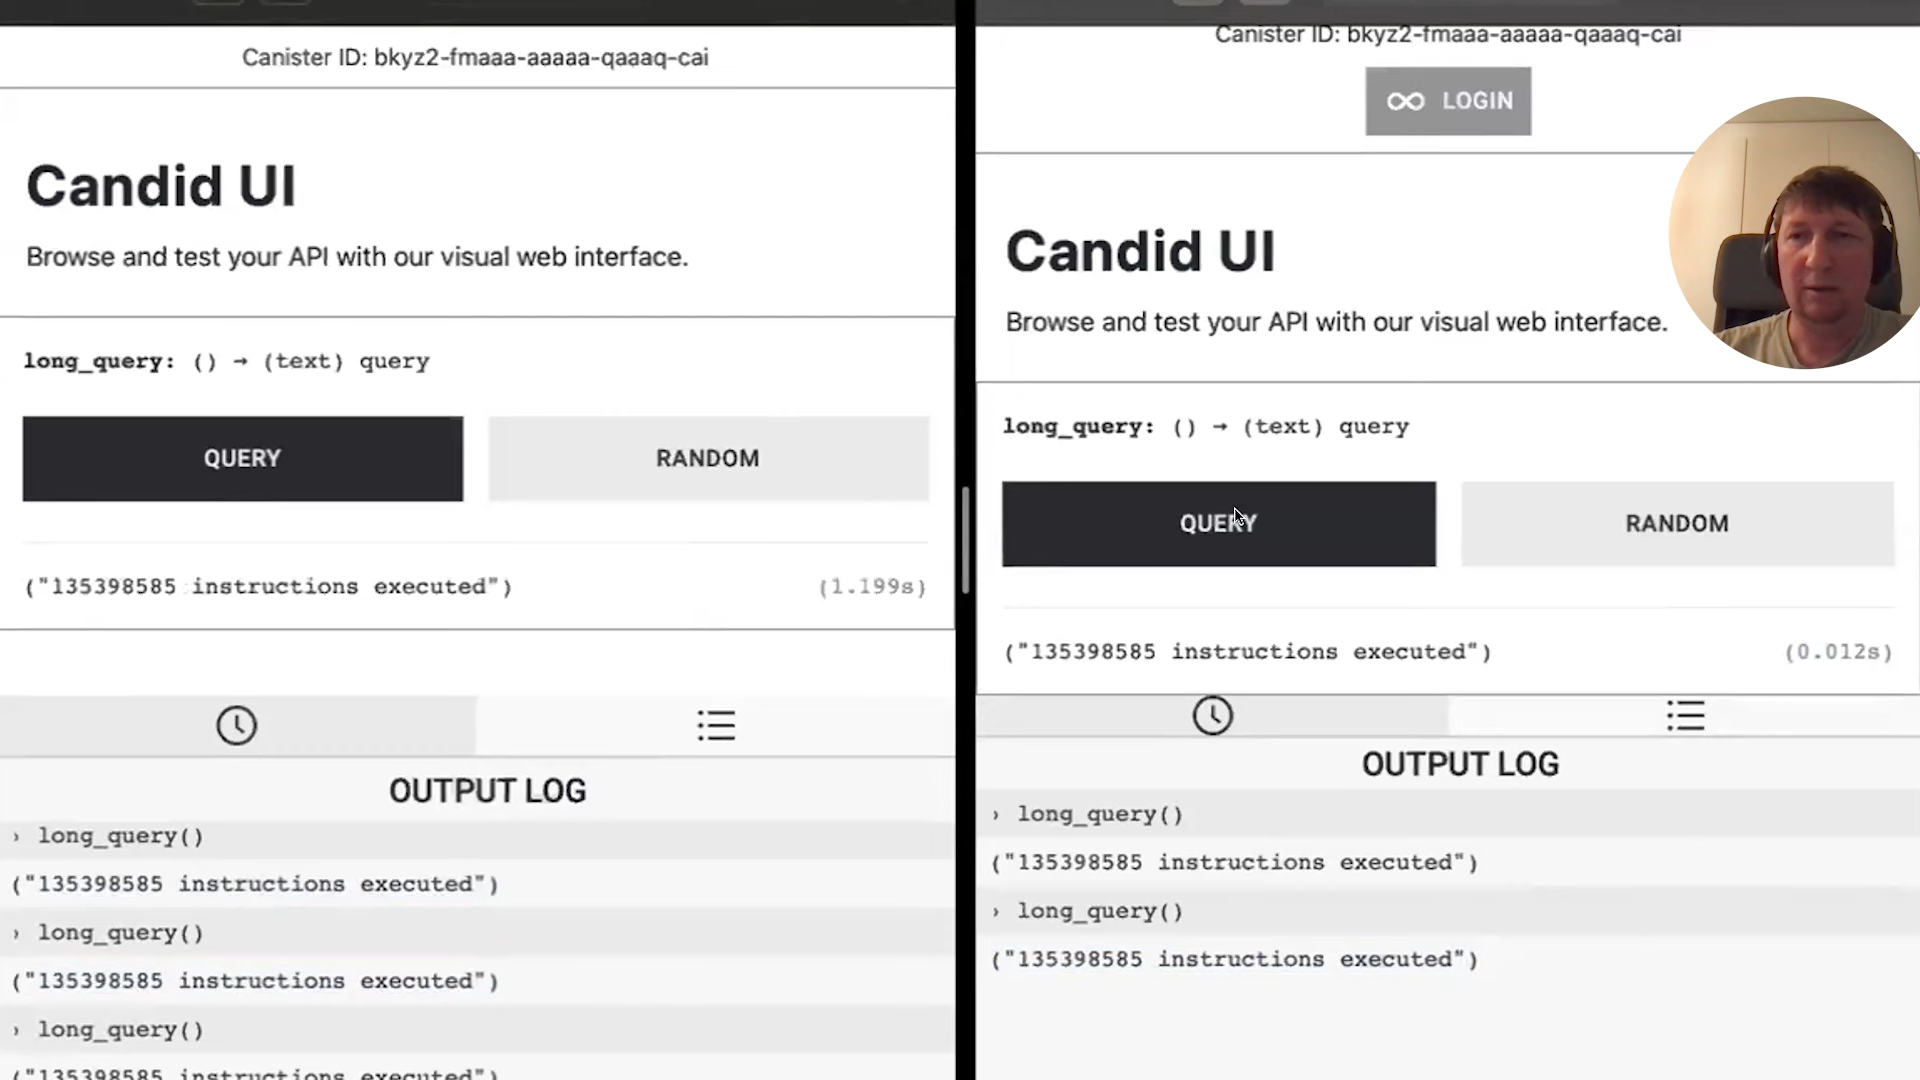 Canister ID: bkyz2-fmaaa-aaaaa-qaaaq-cai
Candid UI
Browse and test your API with our visual web interface.
long_query: () → (text) query
QUERY
RANDOM
("135398585 instructions executed")
(1.199s)
OUTPUT LOG
› long_query()
("135398585 instructions executed")
› long_query()
("135398585 instructions executed")
› long_query()
("135398585 instructions executed")
Canister ID: bkyz2-fmaaa-aaaaa-qaaaq-cai
LOGIN
Candid UI
Browse and test your API with our visual web interface.
long_query: () → (text) query
QUERY
RANDOM
("135398585 instructions executed")
(0.012s)
OUTPUT LOG
› long_query()
("135398585 instructions executed")
› long_query()
("135398585 instructions executed")